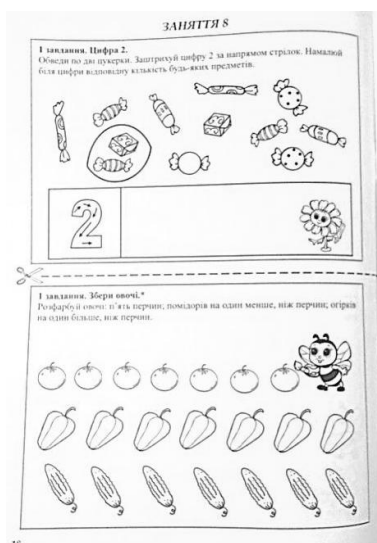 ЗАНЯТТЯ 8
1 завдання. Цифра 2.
Обведи по дві цукерки. Заштрихуй цифру 2 за напрямом стрілок. Намалюй
біля цифри відповідну кількість будь-яких предметів.
2
1 завдання. Збери овочі.*
Розфарбуй овочі: п'ять перчин; помідорів на один менше, ніж перчин; огірків
на один більше, ніж перчин.